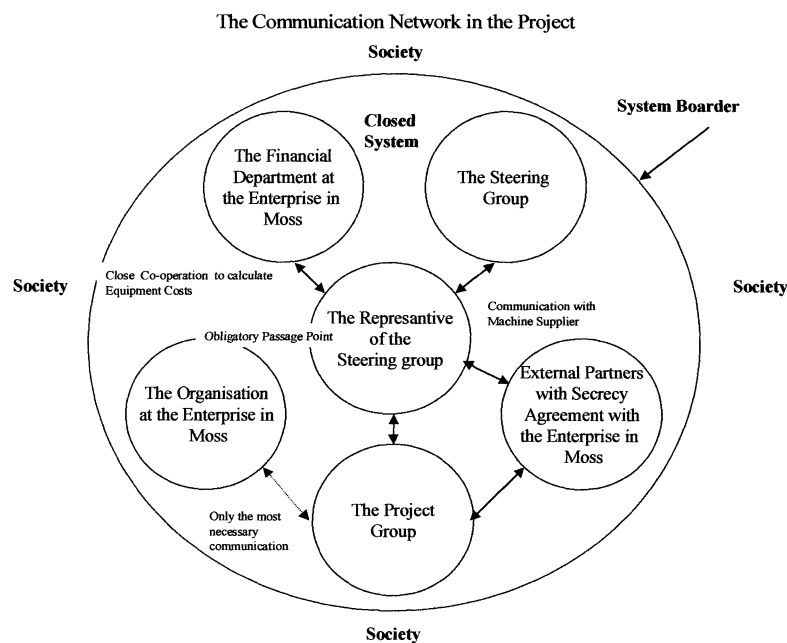 The Communication Network in the Project
Society
System Boarder
Closed
System
The Financial
Department at
the Enterprise in
Moss
The Steering
Group
Close Co-operation to calculate
Equipment Costs
Society
Society
Communication with
Machine Supplier
The Represantive
of the
Steering group
Obligatory Passage Point
The Organisation
at the Enterprise in
Moss
External Partners
with Secrecy
Agreement with
the Enterprise in
Moss
The Project
Group
Only the most
necessary
communication
Society